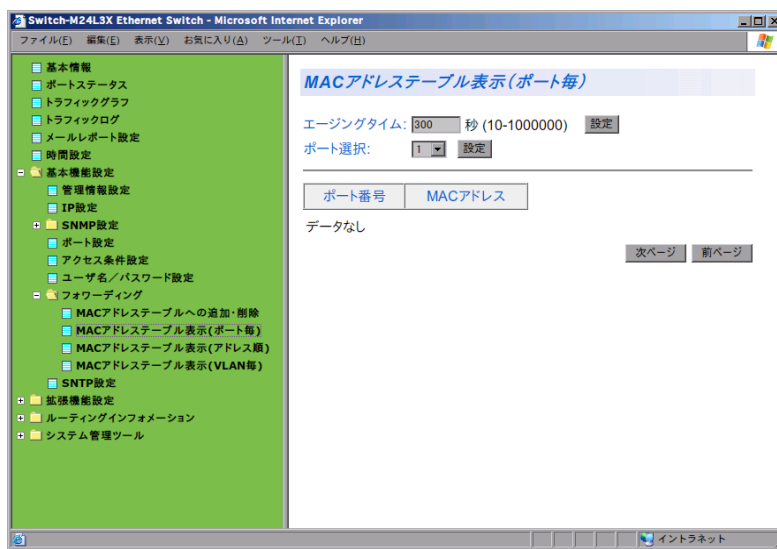 Switch-M24L3X Ethernet Switch - Microsoft Internet Explorer
ファイル(F) 編集(E) 表示(V) お気に入り(A) ツール(T) ヘルプ(H)
基本情報
ポートステータス
トラフィックグラフ
トラフィックログ
メールレポート設定
時間設定
基本機能設定
管理情報設定
IP設定
SNMP設定
ポート設定
アクセス条件設定
ユーザ名／パスワード設定
フォワーディング
MACアドレステーブルへの追加・削除
MACアドレステーブル表示(ポート毎)
MACアドレステーブル表示(アドレス順)
MACアドレステーブル表示(VLAN毎)
SNTP設定
拡張機能設定
ルーティングインフォメーション
システム管理ツール
MACアドレステーブル表示（ポート毎）
エージングタイム: 300 秒 (10-1000000) 設定
ポート選択: 1 設定
ポート番号 MACアドレス
データなし
次ページ 前ページ
イントラネット